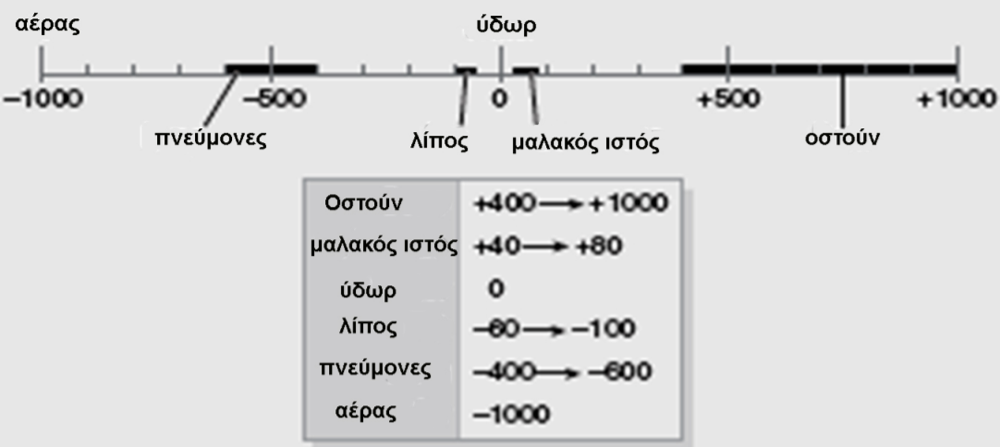 αέρας ύδωρ
−1000 −500 0 +500 +1000
πνεύμονες λίπος μαλακός ιστός οστούν
Οστούν +400 → +1000
μαλακός ιστός +40 → +80
ύδωρ 0
λίπος −60 → −100
πνεύμονες −400 → −600
αέρας −1000